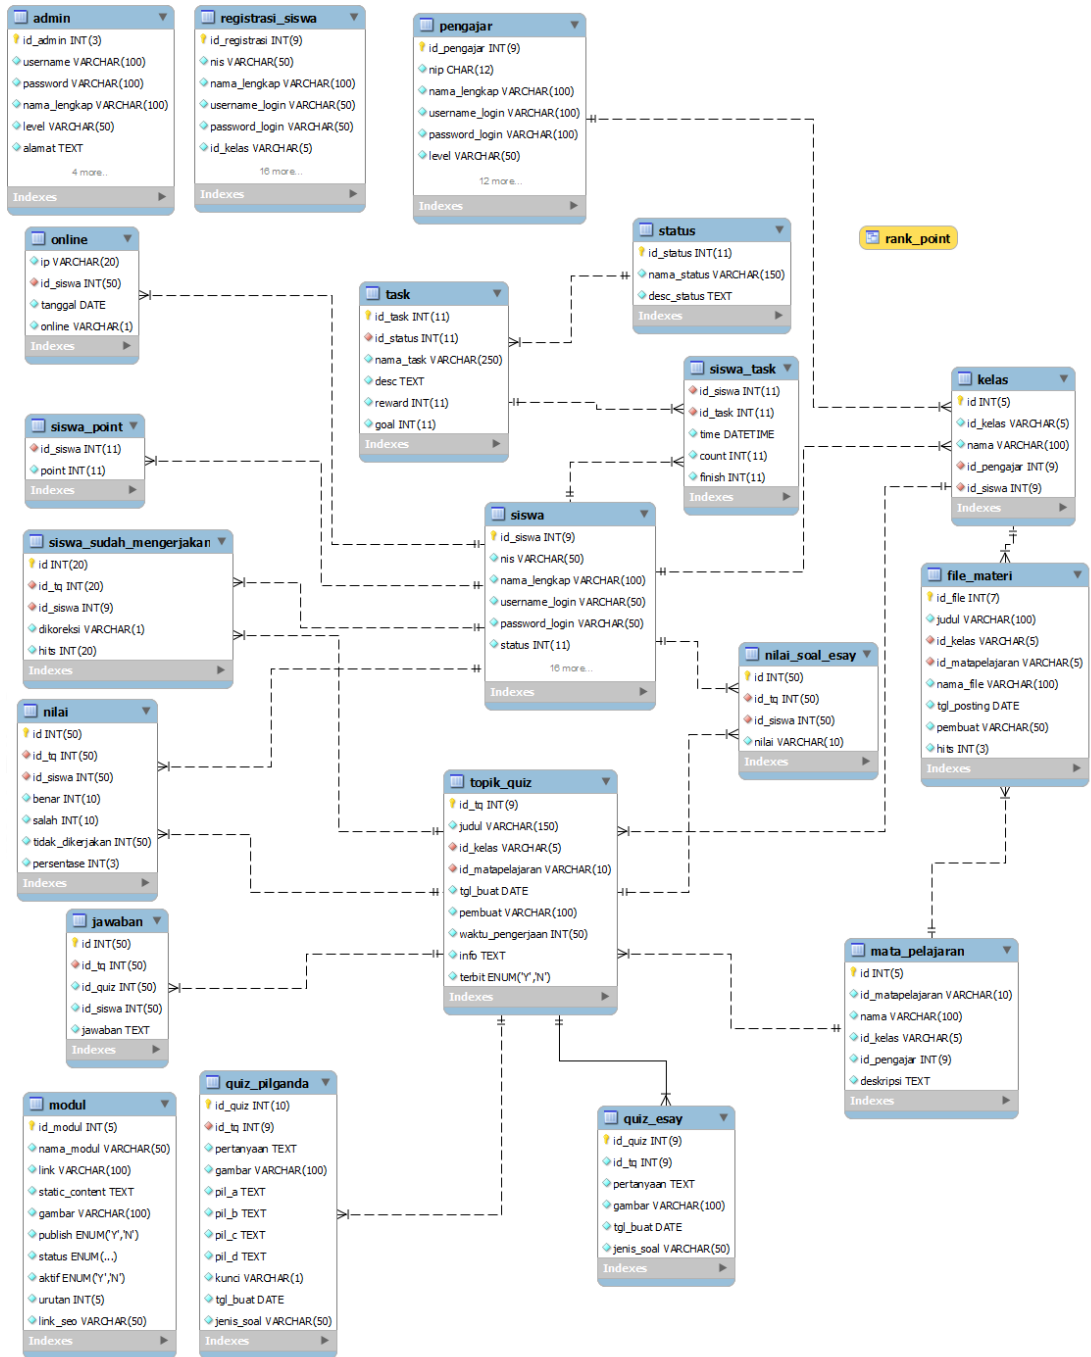 admin
id_admin INT(3)
username VARCHAR(100)
password VARCHAR(100)
nama_lengkap VARCHAR(100)
level VARCHAR(50)
alamat TEXT
4 more...
Indexes
registrasi_siswa
id_registrasi INT(9)
nis VARCHAR(50)
nama_lengkap VARCHAR(100)
username_login VARCHAR(50)
password_login VARCHAR(50)
id_kelas VARCHAR(5)
16 more...
Indexes
pengajar
id_pengajar INT(9)
nip CHAR(12)
nama_lengkap VARCHAR(100)
username_login VARCHAR(100)
password_login VARCHAR(100)
level VARCHAR(50)
12 more...
Indexes
online
ip VARCHAR(20)
id_siswa INT(50)
tanggal DATE
online VARCHAR(1)
Indexes
status
id_status INT(11)
nama_status VARCHAR(150)
desc_status TEXT
Indexes
rank_point
task
id_task INT(11)
id_status INT(11)
nama_task VARCHAR(250)
desc TEXT
reward INT(11)
goal INT(11)
Indexes
siswa_task
id_siswa INT(11)
id_task INT(11)
time DATETIME
count INT(11)
finish INT(11)
Indexes
kelas
id INT(5)
id_kelas VARCHAR(5)
nama VARCHAR(100)
id_pengajar INT(9)
id_siswa INT(9)
Indexes
siswa_point
id_siswa INT(11)
point INT(11)
Indexes
siswa
id_siswa INT(9)
nis VARCHAR(50)
nama_lengkap VARCHAR(100)
username_login VARCHAR(50)
password_login VARCHAR(50)
status INT(11)
16 more...
Indexes
siswa_sudah_mengerjakan
id INT(20)
id_tq INT(20)
id_siswa INT(9)
dikoreksi VARCHAR(1)
hits INT(20)
Indexes
file_materi
id_file INT(7)
judul VARCHAR(100)
id_kelas VARCHAR(5)
id_matapelajaran VARCHAR(5)
nama_file VARCHAR(100)
tgl_posting DATE
pembuat VARCHAR(50)
hits INT(3)
Indexes
nilai_soal_esay
id INT(50)
id_tq INT(50)
id_siswa INT(50)
nilai VARCHAR(10)
Indexes
nilai
id INT(50)
id_tq INT(50)
id_siswa INT(50)
benar INT(10)
salah INT(10)
tidak_dikerjakan INT(50)
persentase INT(3)
Indexes
topik_quiz
id_tq INT(9)
judul VARCHAR(150)
id_kelas VARCHAR(5)
id_matapelajaran VARCHAR(10)
tgl_buat DATE
pembuat VARCHAR(100)
waktu_pengerjaan INT(50)
info TEXT
terbit ENUM('Y','N')
Indexes
jawaban
id INT(50)
id_tq INT(50)
id_quiz INT(50)
id_siswa INT(50)
jawaban TEXT
Indexes
mata_pelajaran
id INT(5)
id_matapelajaran VARCHAR(10)
nama VARCHAR(100)
id_kelas VARCHAR(5)
id_pengajar INT(9)
deskripsi TEXT
Indexes
modul
id_modul INT(5)
nama_modul VARCHAR(50)
link VARCHAR(100)
static_content TEXT
gambar VARCHAR(100)
publish ENUM('Y','N')
status ENUM(...)
aktif ENUM('Y','N')
urutan INT(5)
link_seo VARCHAR(50)
Indexes
quiz_pilganda
id_quiz INT(10)
id_tq INT(9)
pertanyaan TEXT
gambar VARCHAR(100)
pil_a TEXT
pil_b TEXT
pil_c TEXT
pil_d TEXT
kunci VARCHAR(1)
tgl_buat DATE
jenis_soal VARCHAR(50)
Indexes
quiz_esay
id_quiz INT(9)
id_tq INT(9)
pertanyaan TEXT
gambar VARCHAR(100)
tgl_buat DATE
jenis_soal VARCHAR(50)
Indexes